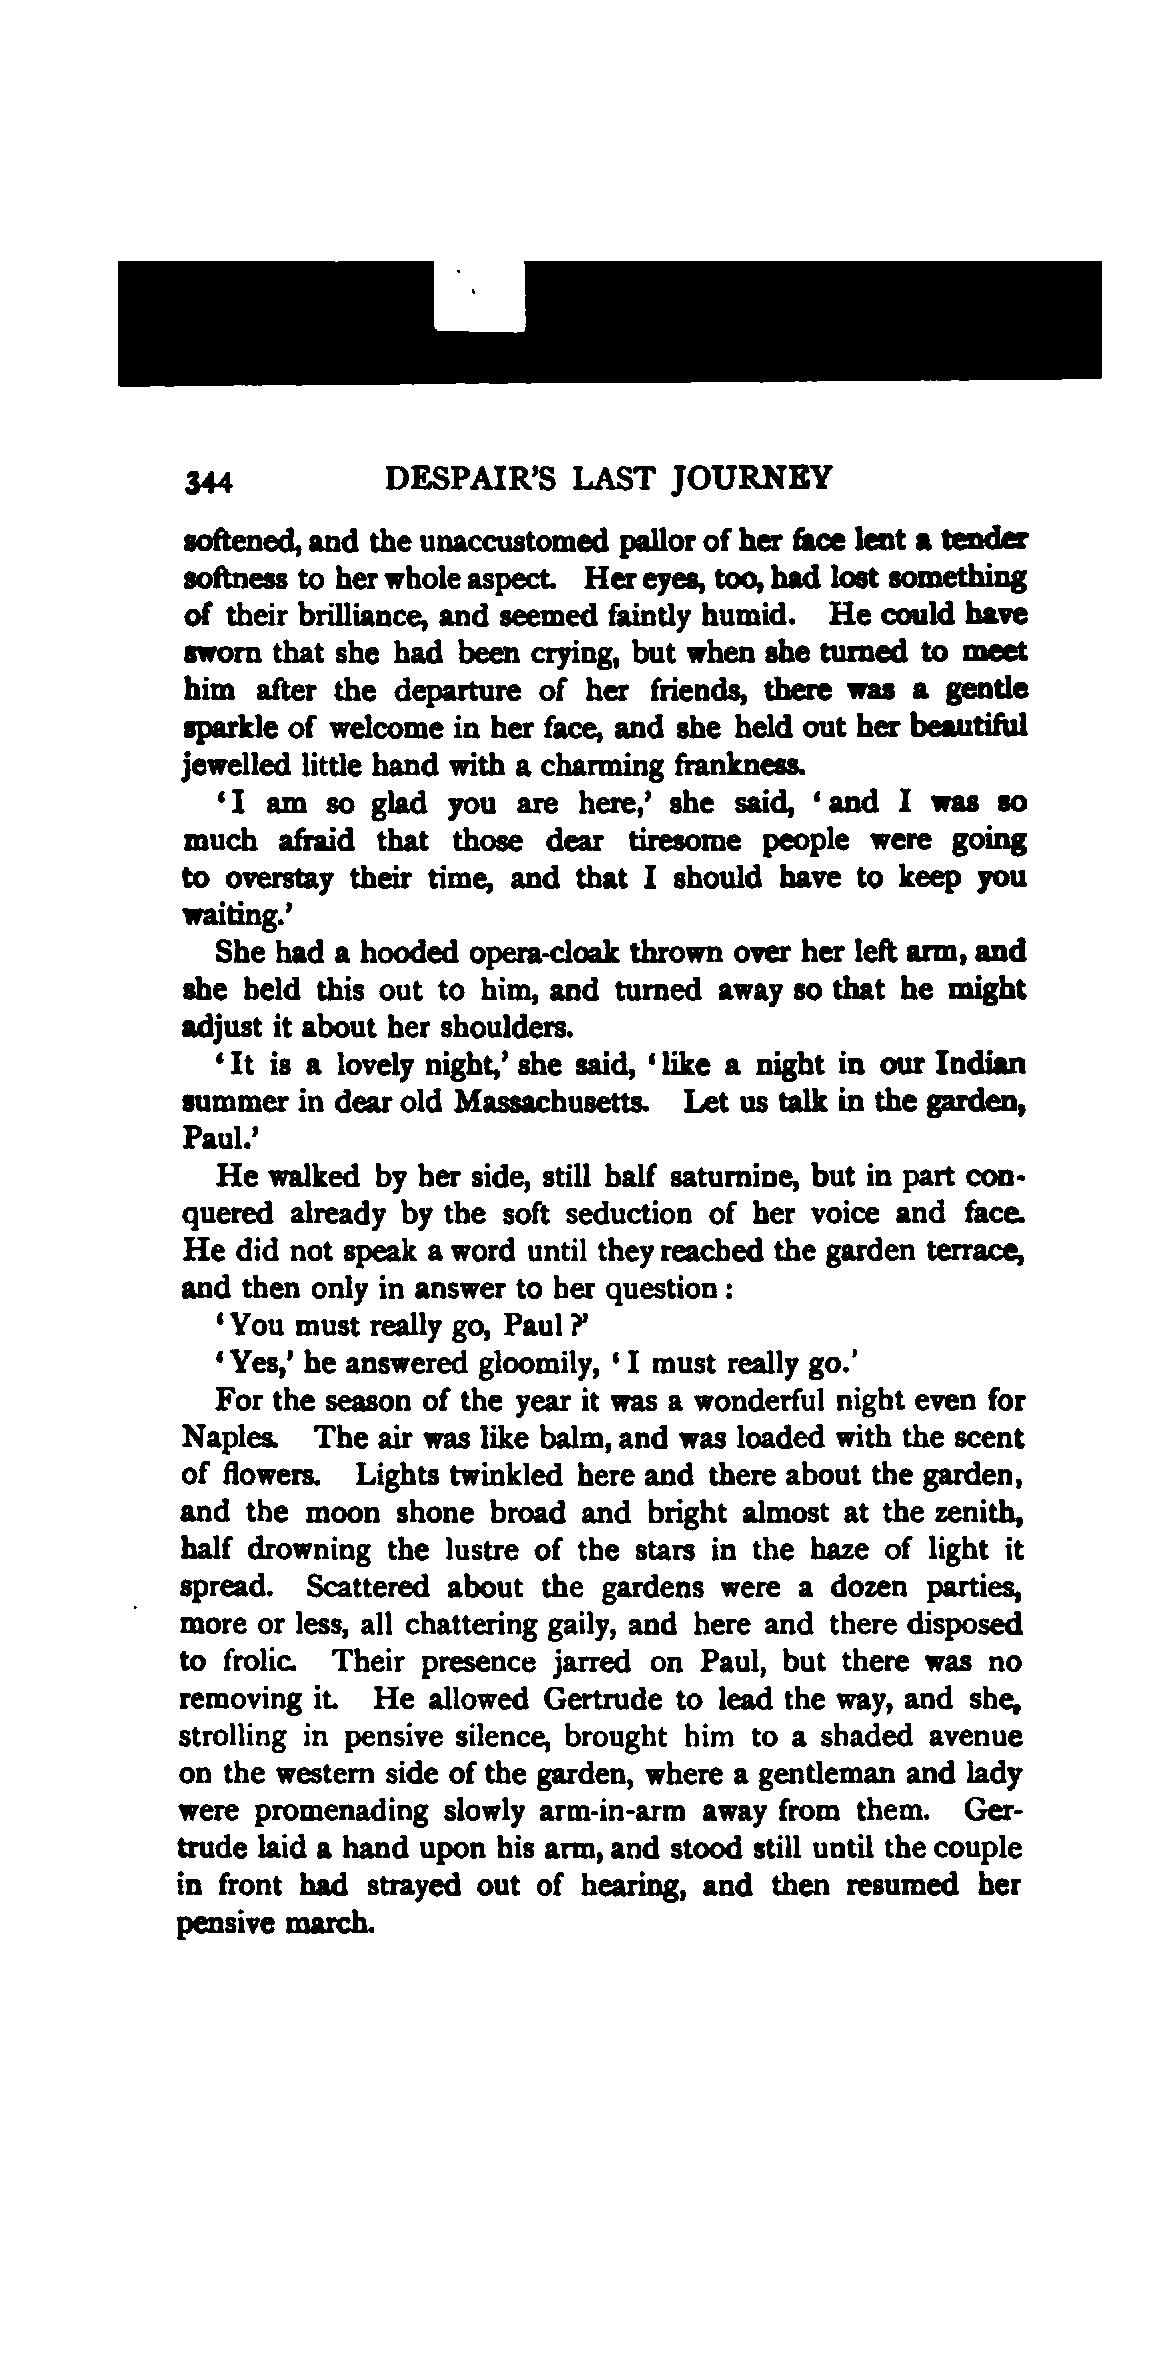 344 DESPAIR'S LAST JOURNEY
softened, and the unaccustomed pallor of her face lent a tender
softness to her whole aspect. Her eyes, too, had lost something
of their brilliance, and seemed faintly humid. He could have
sworn that she had been crying, but when she turned to meet
him after the departure of her friends, there was a gentle
sparkle of welcome in her face, and she held out her beautiful
jewelled little hand with a charming frankness.
‘I am so glad you are here,’ she said, ‘and I was so
much afraid that those dear tiresome people were going
to overstay their time, and that I should have to keep you
waiting.’
She had a hooded opera-cloak thrown over her left arm, and
she held this out to him, and turned away so that he might
adjust it about her shoulders.
‘It is a lovely night,’ she said, ‘like a night in our Indian
summer in dear old Massachusetts. Let us talk in the garden,
Paul.’
He walked by her side, still half saturnine, but in part con-
quered already by the soft seduction of her voice and face.
He did not speak a word until they reached the garden terrace,
and then only in answer to her question :
‘You must really go, Paul ?’
‘Yes,’ he answered gloomily, ‘I must really go.’
For the season of the year it was a wonderful night even for
Naples. The air was like balm, and was loaded with the scent
of flowers. Lights twinkled here and there about the garden,
and the moon shone broad and bright almost at the zenith,
half drowning the lustre of the stars in the haze of light it
spread. Scattered about the gardens were a dozen parties,
more or less, all chattering gaily, and here and there disposed
to frolic. Their presence jarred on Paul, but there was no
removing it. He allowed Gertrude to lead the way, and she,
strolling in pensive silence, brought him to a shaded avenue
on the western side of the garden, where a gentleman and lady
were promenading slowly arm-in-arm away from them. Ger-
trude laid a hand upon his arm, and stood still until the couple
in front had strayed out of hearing, and then resumed her
pensive march.